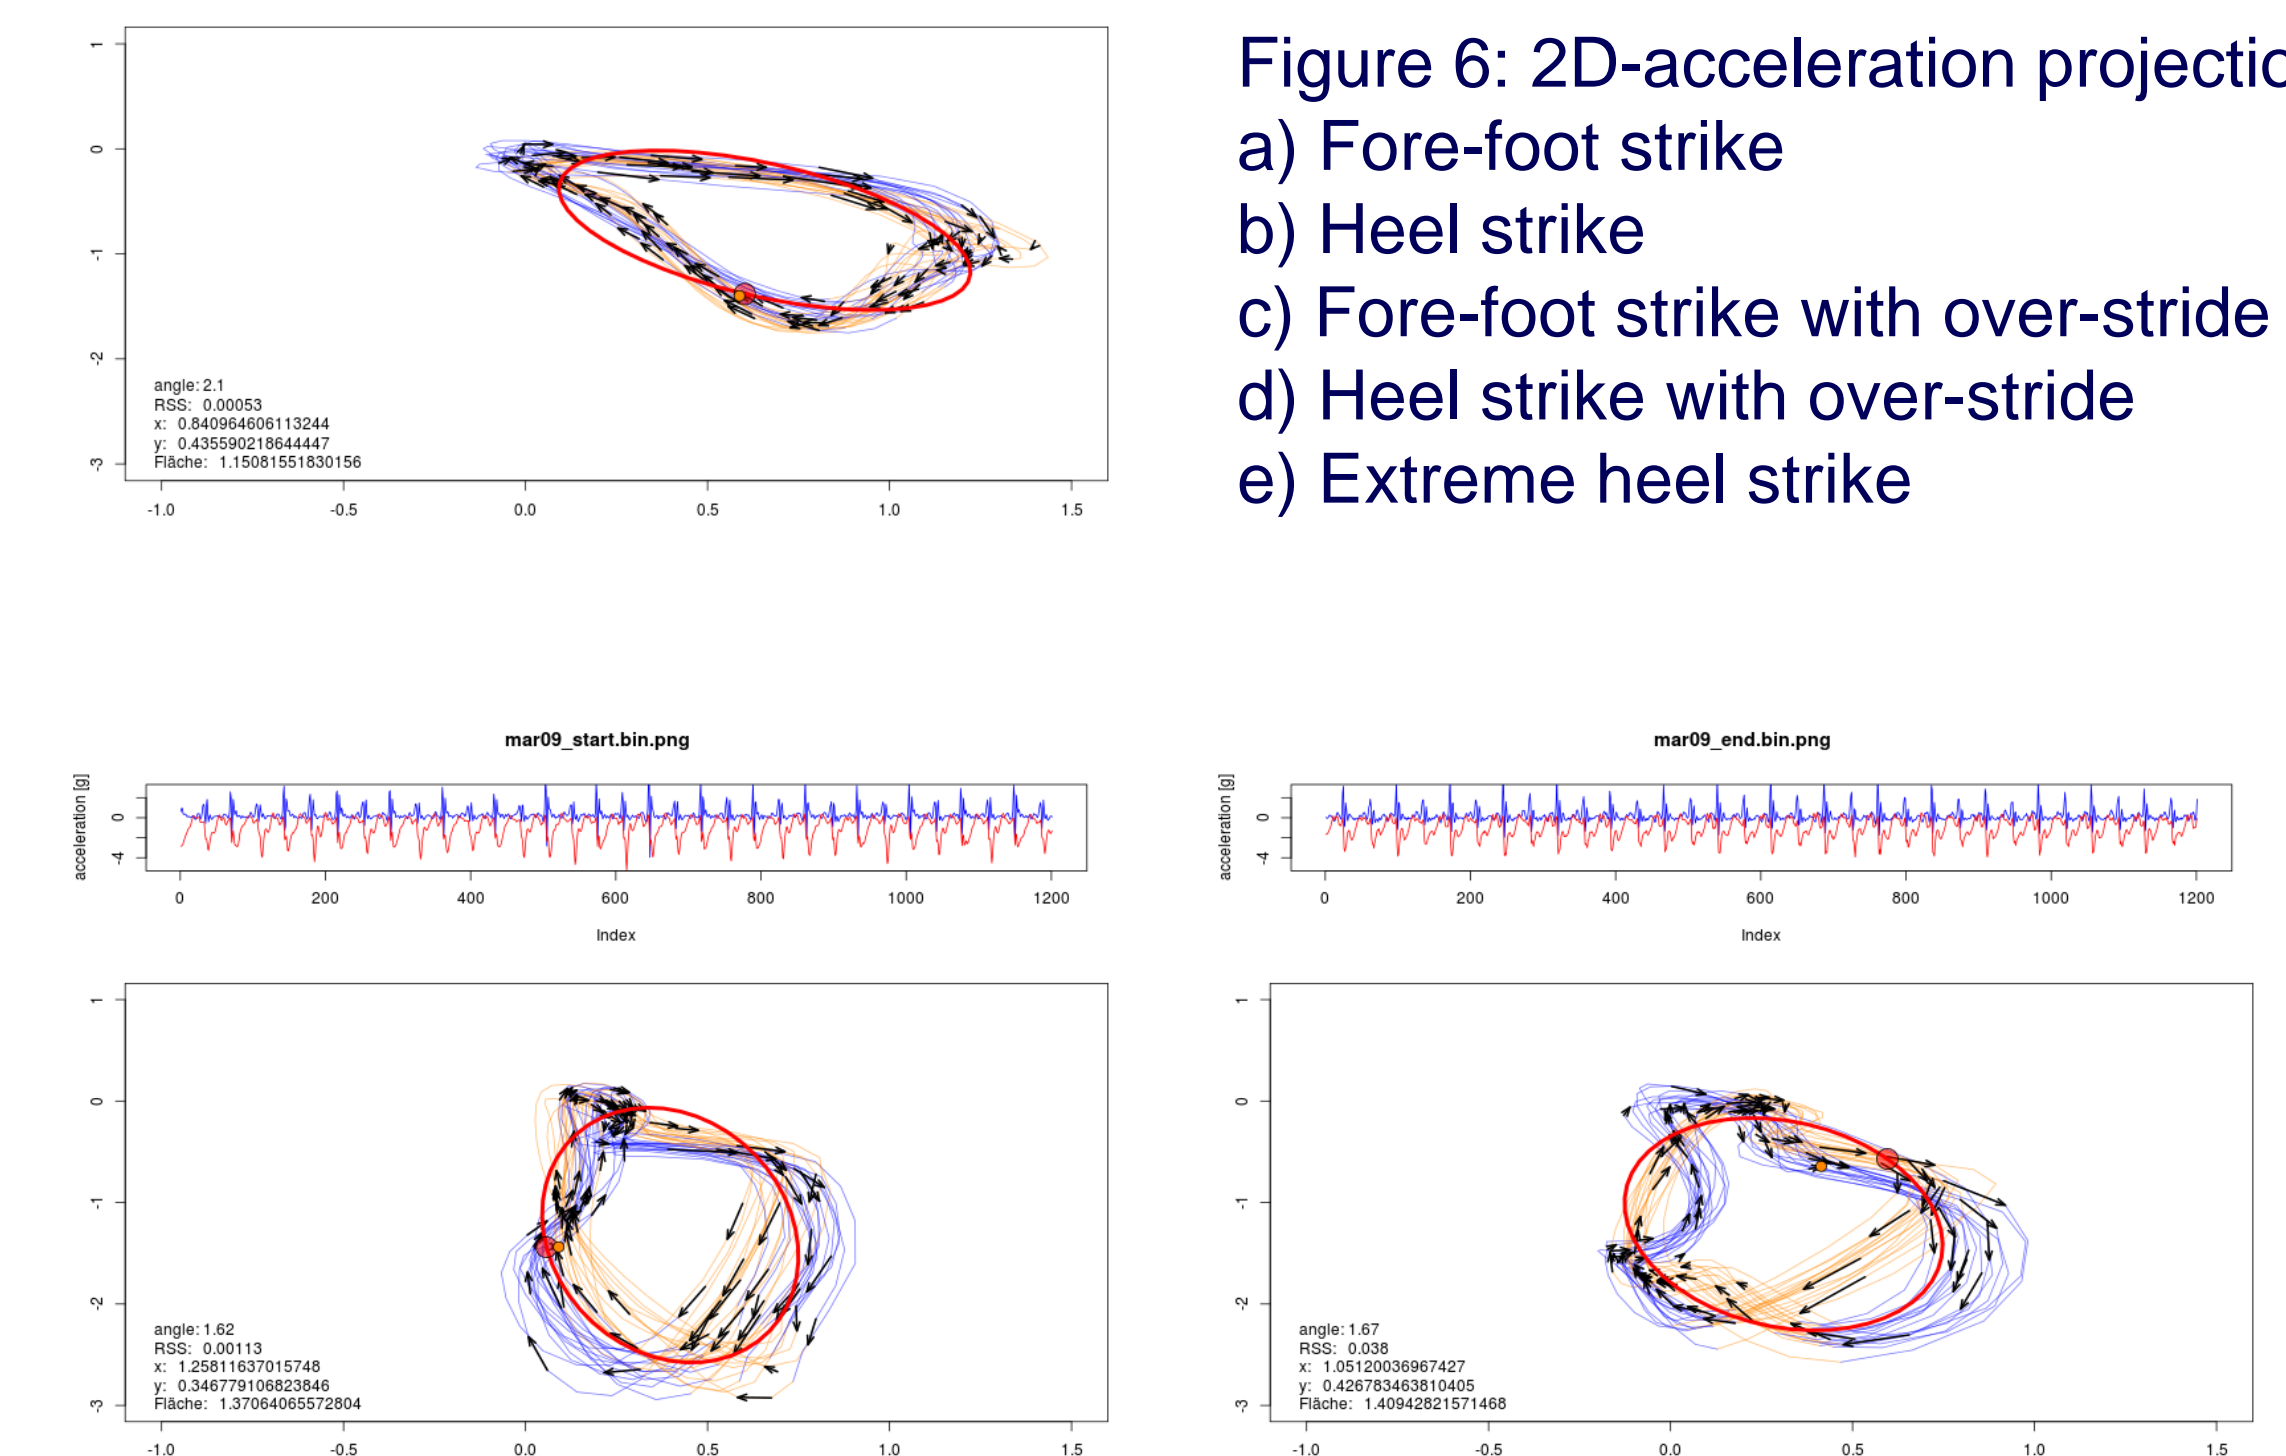 1
0
-1
-2
-3
angle: 2.1
RSS: 0.00053
x: 0.840964606113244
y: 0.435590218644447
Fläche: 1.15081551830156
-1.0 -0.5 0.0 0.5 1.0 1.5
Figure 6: 2D-acceleration
a) Fore-foot strike
b) Heel strike
c) Fore-foot strike with over-stride
d) Heel strike with over-stride
e) Extreme heel strike
mar09_start.bin.png
acceleration [g]
0
-4
0 200 400 600 800 1000 1200
Index
1
0
-1
-2
-3
angle: 1.62
RSS: 0.00113
x: 1.25811637015748
y: 0.346779106823846
Fläche: 1.37064065572804
-1.0 -0.5 0.0 0.5 1.0 1.5
mar09_end.bin.png
acceleration [g]
0
-4
0 200 400 600 800 1000 1200
Index
1
0
-1
-2
-3
angle: 1.67
RSS: 0.038
x: 1.05120036967427
y: 0.426783463810405
Fläche: 1.40942821571468
-1.0 -0.5 0.0 0.5 1.0 1.5